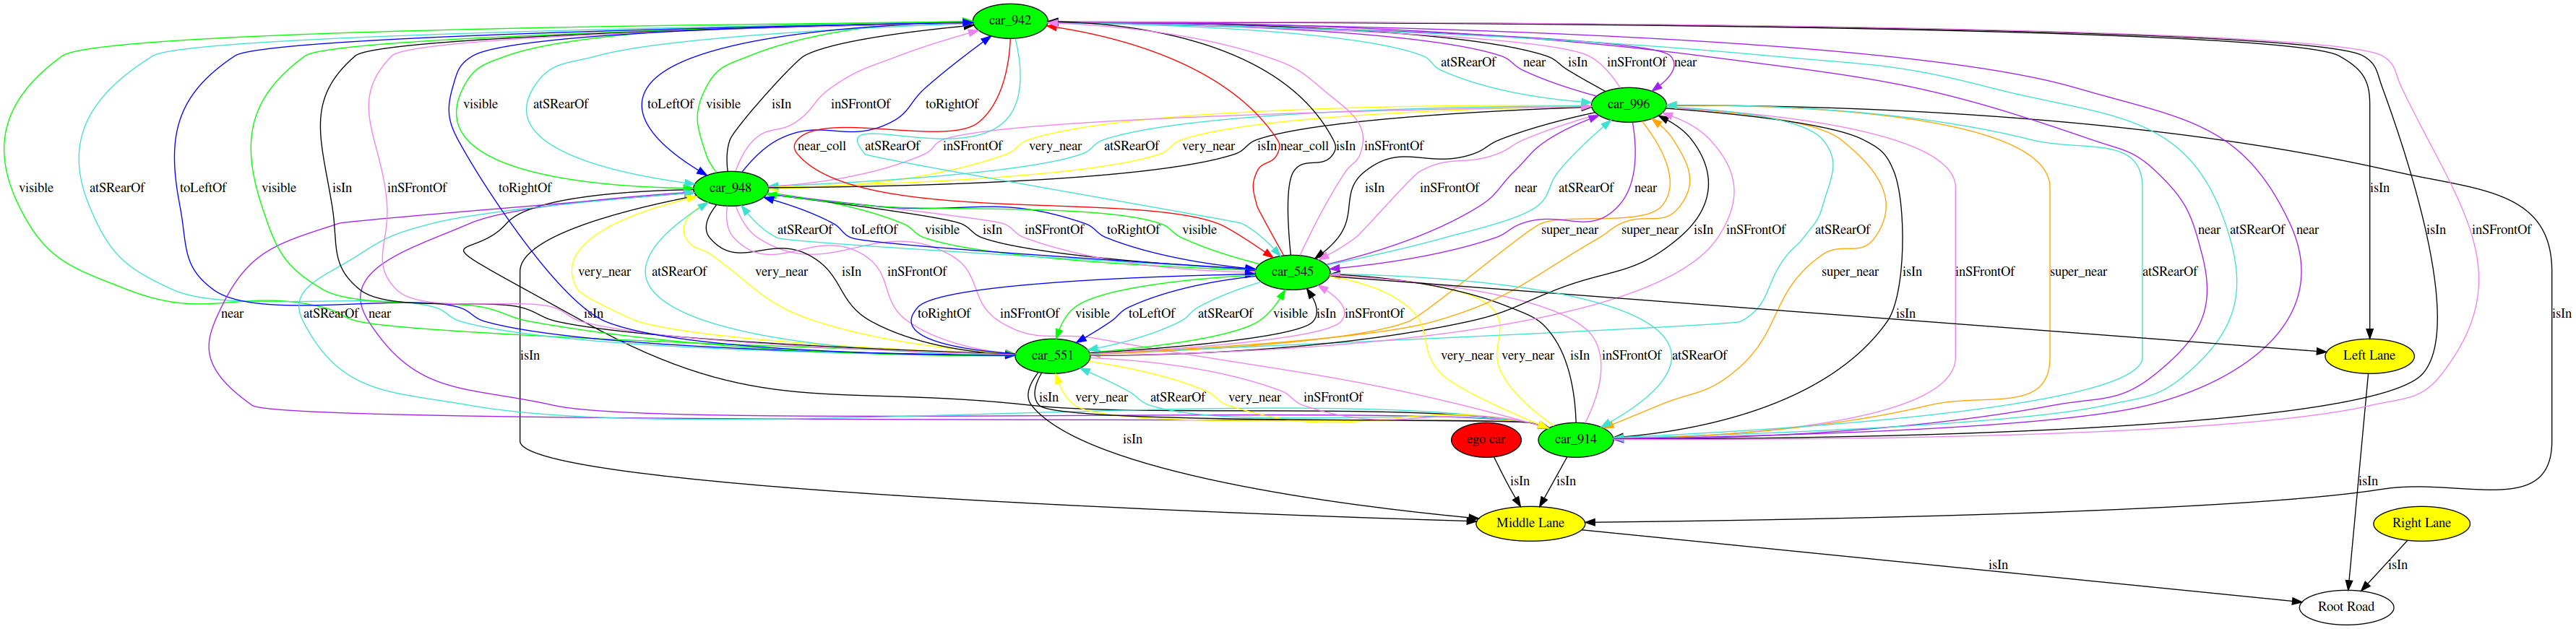 car_942
atSRearOf near isIn inSFrontOf near
car_996
visible atSRearOf toLeftOf visible isIn inSFrontOf toRightOf
near_coll atSRearOf inSFrontOf very_near atSRearOf very_near isIn near_coll isIn inSFrontOf
visible atSRearOf toLeftOf visible isIn inSFrontOf toRightOf car_948 isIn inSFrontOf near atSRearOf near isIn
atSRearOf toLeftOf visible isIn inSFrontOf toRightOf visible super_near super_near isIn inSFrontOf atSRearOf near atSRearOf near isIn inSFrontOf
very_near atSRearOf very_near isIn inSFrontOf car_545 super_near isIn inSFrontOf super_near atSRearOf
near atSRearOf near isIn toRightOf inSFrontOf visible toLeftOf atSRearOf visible isIn inSFrontOf isIn isIn
isIn car_551 very_near very_near isIn inSFrontOf atSRearOf Left Lane
isIn very_near atSRearOf very_near inSFrontOf
isIn ego car car_914
isIn isIn isIn
Middle Lane Right Lane
isIn isIn
Root Road